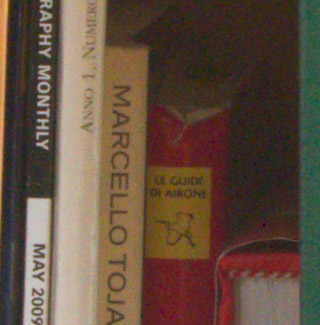 RAPHY MONTHLY
MAY 2009
ANNO 1, NUMERO
MARCELLO TOJA
LE GUIDE
DI AIRONE